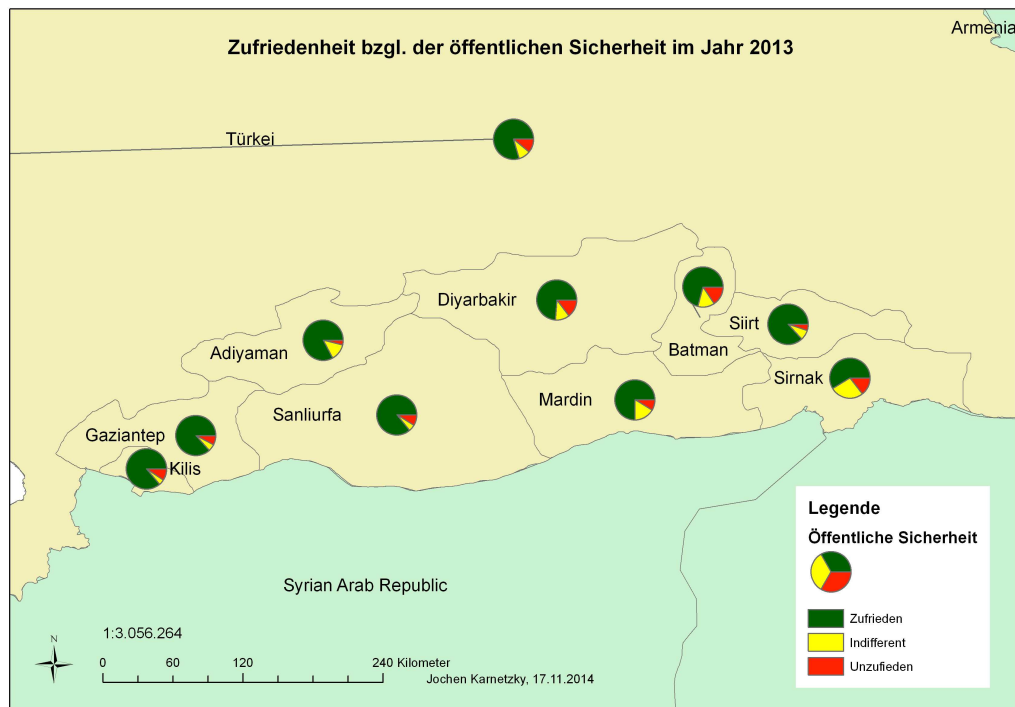 Armenia
Zufriedenheit bzgl. der öffentlichen Sicherheit im Jahr 2013
Türkei
Diyarbakir
Siirt
Adiyaman
Batman
Sirnak
Mardin
Sanliurfa
Gaziantep
Kilis
Legende
Öffentliche Sicherheit
Zufrieden
Indifferent
Unzufieden
Syrian Arab Republic
N
1:3.056.264
0 60 120 240 Kilometer
Jochen Karnetzky, 17.11.2014